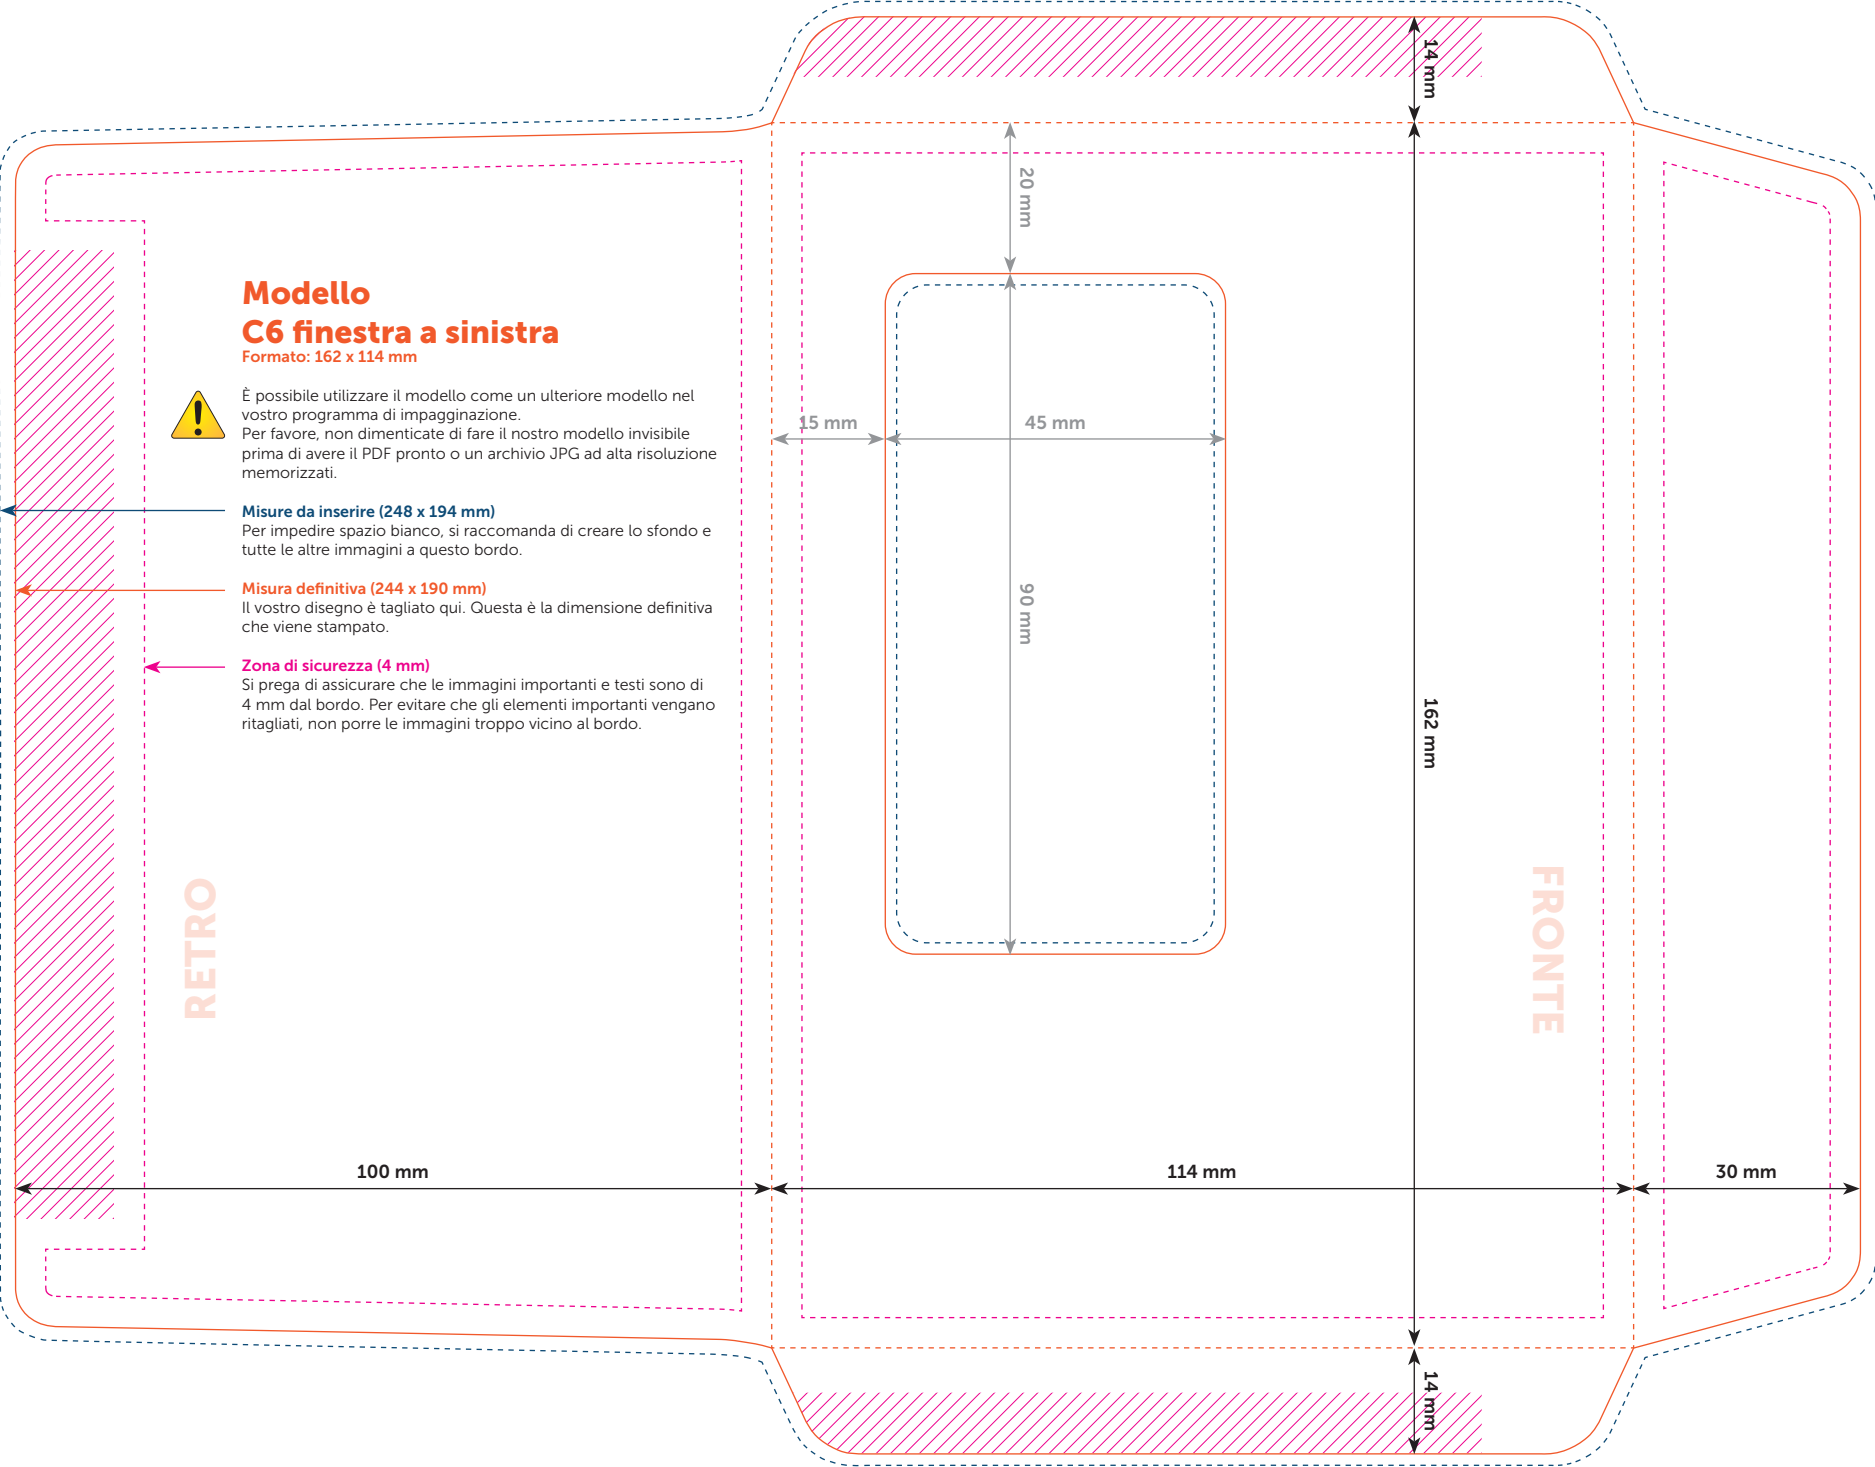 Modello
C6 finestra a sinistra
Formato: 162 x 114 mm
È possibile utilizzare il modello come un ulteriore modello nel
vostro programma di impagginazione.
Per favore, non dimenticate di fare il nostro modello invisibile
prima di avere il PDF pronto o un archivio JPG ad alta risoluzione
memorizzati.
Misure da inserire (248 x 194 mm)
Per impedire spazio bianco, si raccomanda di creare lo sfondo e
tutte le altre immagini a questo bordo.
Misura definitiva (244 x 190 mm)
Il vostro disegno è tagliato qui. Questa è la dimensione definitiva
che viene stampato.
Zona di sicurezza (4 mm)
Si prega di assicurare che le immagini importanti e testi sono di
4 mm dal bordo. Per evitare che gli elementi importanti vengano
ritagliati, non porre le immagini troppo vicino al bordo.
RETRO
100 mm
14 mm
20 mm
15 mm
45 mm
90 mm
162 mm
FRONTE
114 mm
30 mm
14 mm